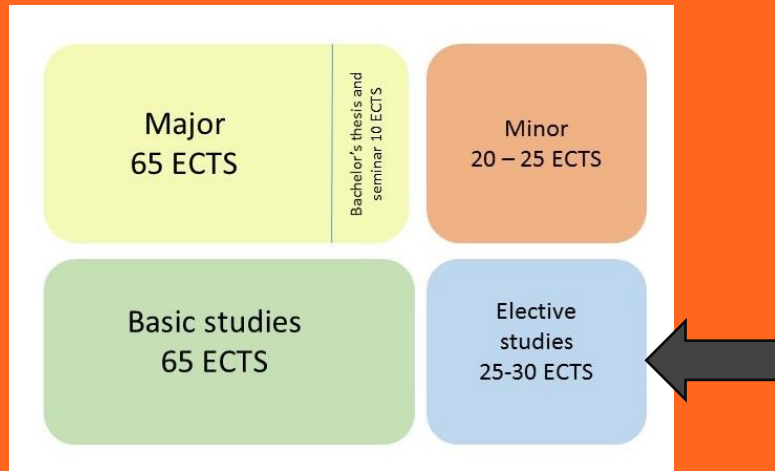 Major
65 ECTS
Bachelor's thesis and
seminar 10 ECTS
Minor
20 – 25 ECTS
Basic studies
65 ECTS
Elective
studies
25-30 ECTS